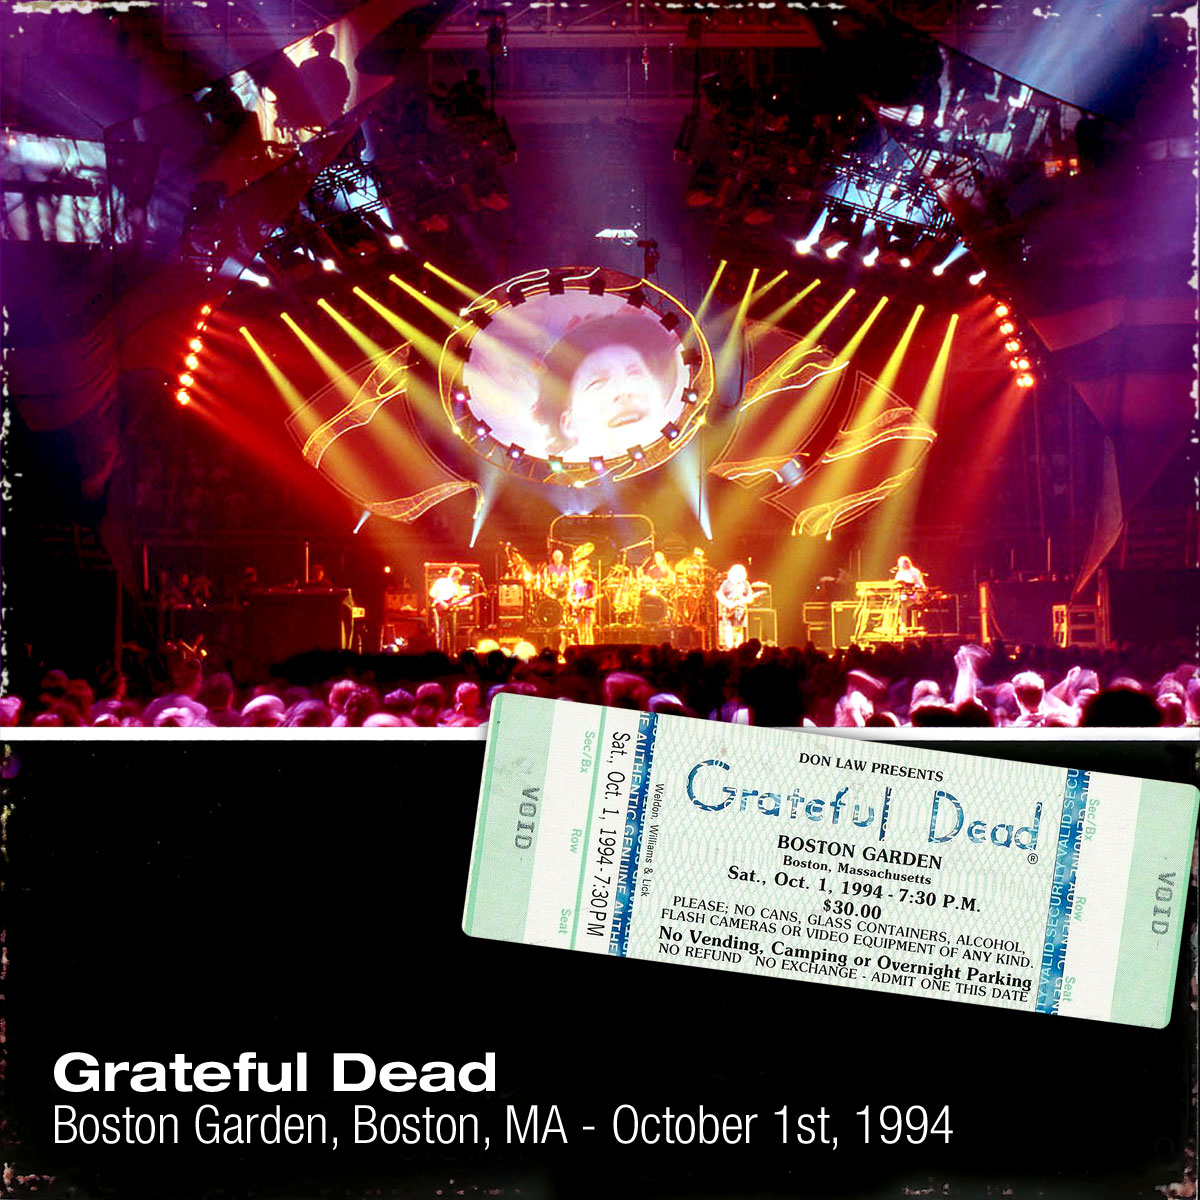 VOID
Sec/Bx
Row
Seat
Sat., Oct. 1, 1994-7:30PM
Weldon, Williams & Lick
DON LAW PRESENTS
Grateful Dead®
BOSTON GARDEN
Boston, Massachusetts
Sat., Oct. 1, 1994 - 7:30 P.M.
$30.00
PLEASE; NO CANS, GLASS CONTAINERS, ALCOHOL,
FLASH CAMERAS OR VIDEO EQUIPMENT OF ANY KIND.
No Vending, Camping or Overnight Parking
NO REFUND NO EXCHANGE - ADMIT ONE THIS DATE
Sec/Bx
Row
Seat
VOID
Grateful Dead
Boston Garden, Boston, MA - October 1st, 1994